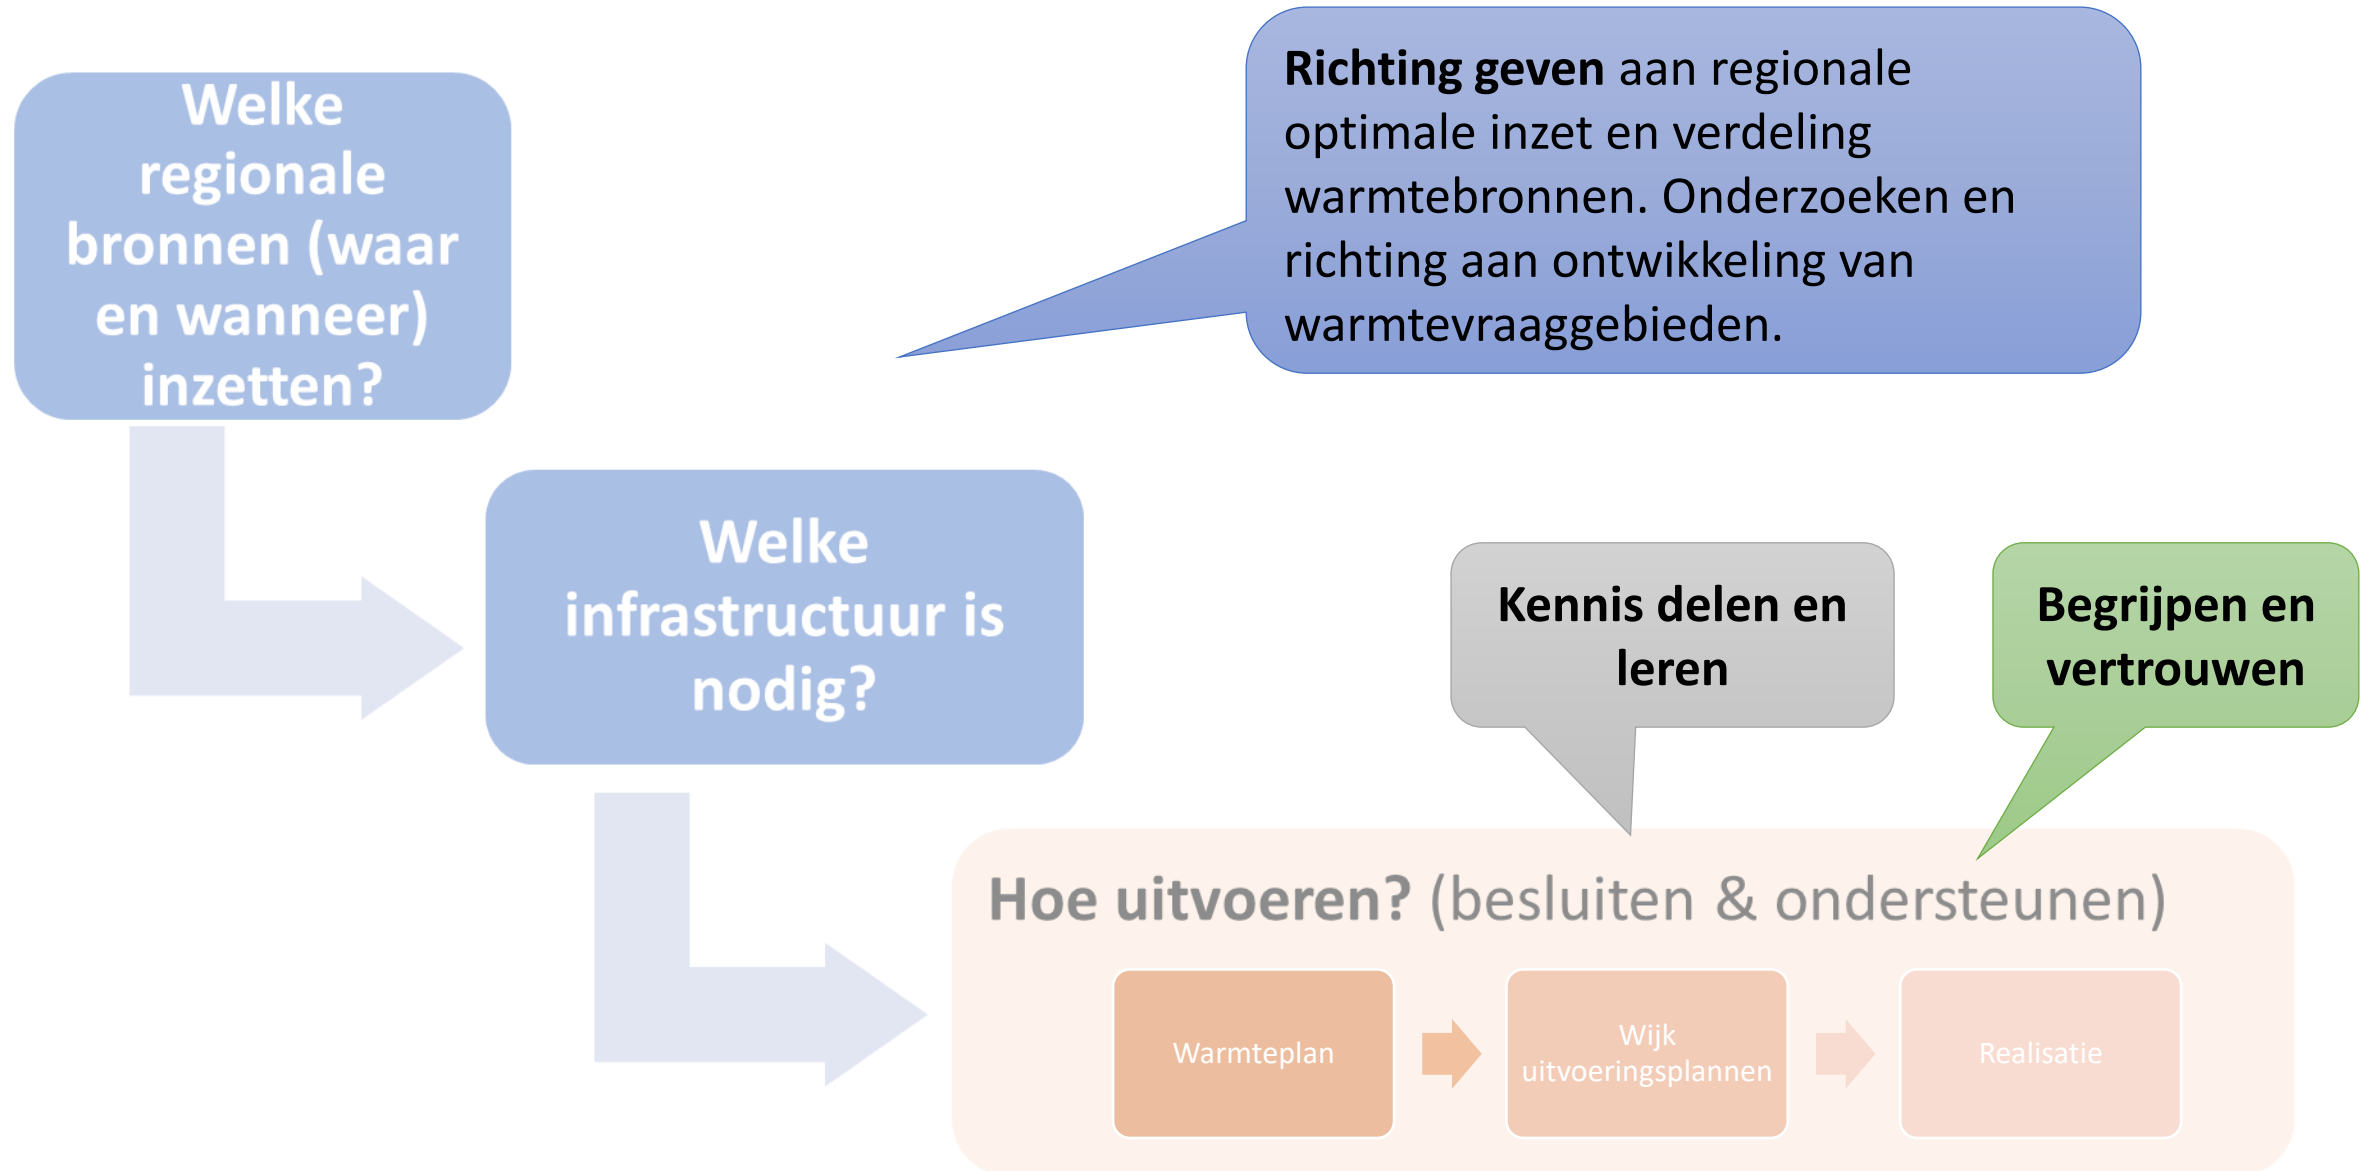 Welke
regionale
bronnen (waar
en wanneer)
inzetten?
Richting geven aan regionale
optimale inzet en verdeling
warmtebronnen. Onderzoeken en
richting aan ontwikkeling van
warmtevraaggebieden.
Welke
infrastructuur is
nodig?
Kennis delen en
leren
Begrijpen en
vertrouwen
Hoe uitvoeren? (besluiten & ondersteunen)
Warmteplan
Wijk
uitvoeringsplannen
Realisatie